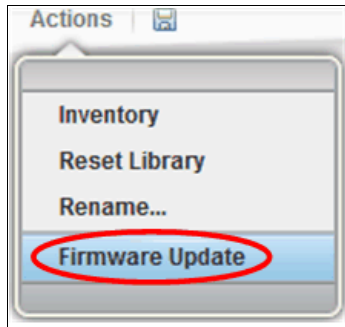 Actions
Inventory
Reset Library
Rename...
Firmware Update